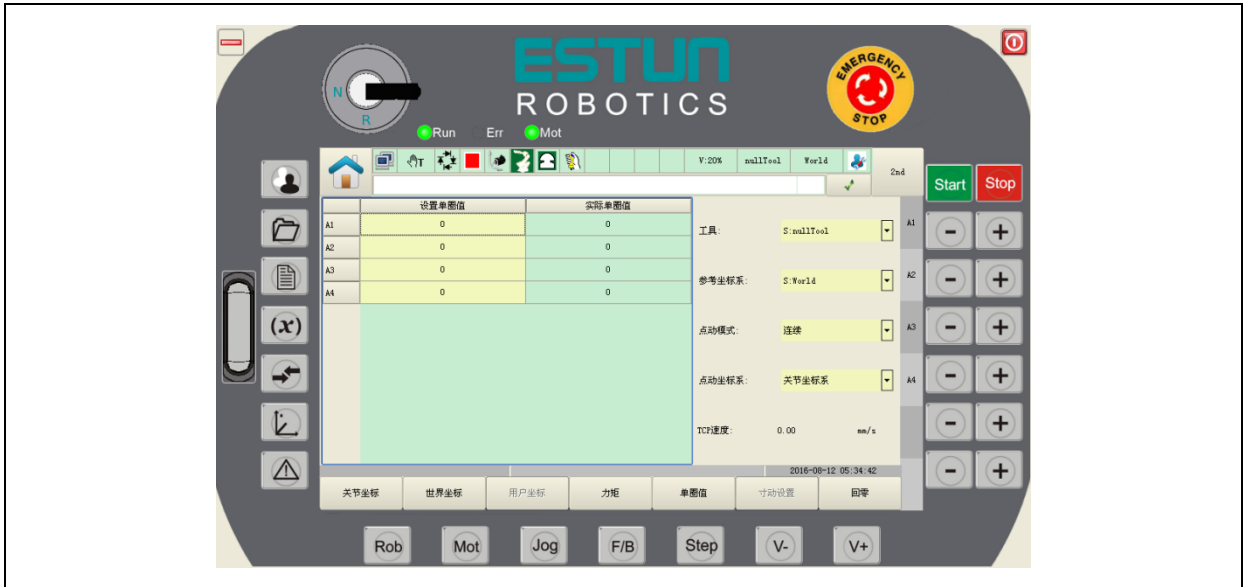 ESTUN
ROBOTICS
EMERGENCY
STOP
N
R
Run Err Mot
T V:20% nullTool World 2nd
Start Stop
设置单圈值 实际单圈值
A1 0 0
A2 0 0
A3 0 0
A4 0 0
工具: S:nullTool
参考坐标系: S:World
点动模式: 连续
点动坐标系: 关节坐标系
TCP速度: 0.00 mm/s
A1 - +
A2 - +
A3 - +
A4 - +
- +
- +
(x)
2016-08-12 05:34:42
关节坐标 世界坐标 用户坐标 力矩 单圈值 寸动设置 回零
Rob Mot Jog F/B Step V- V+